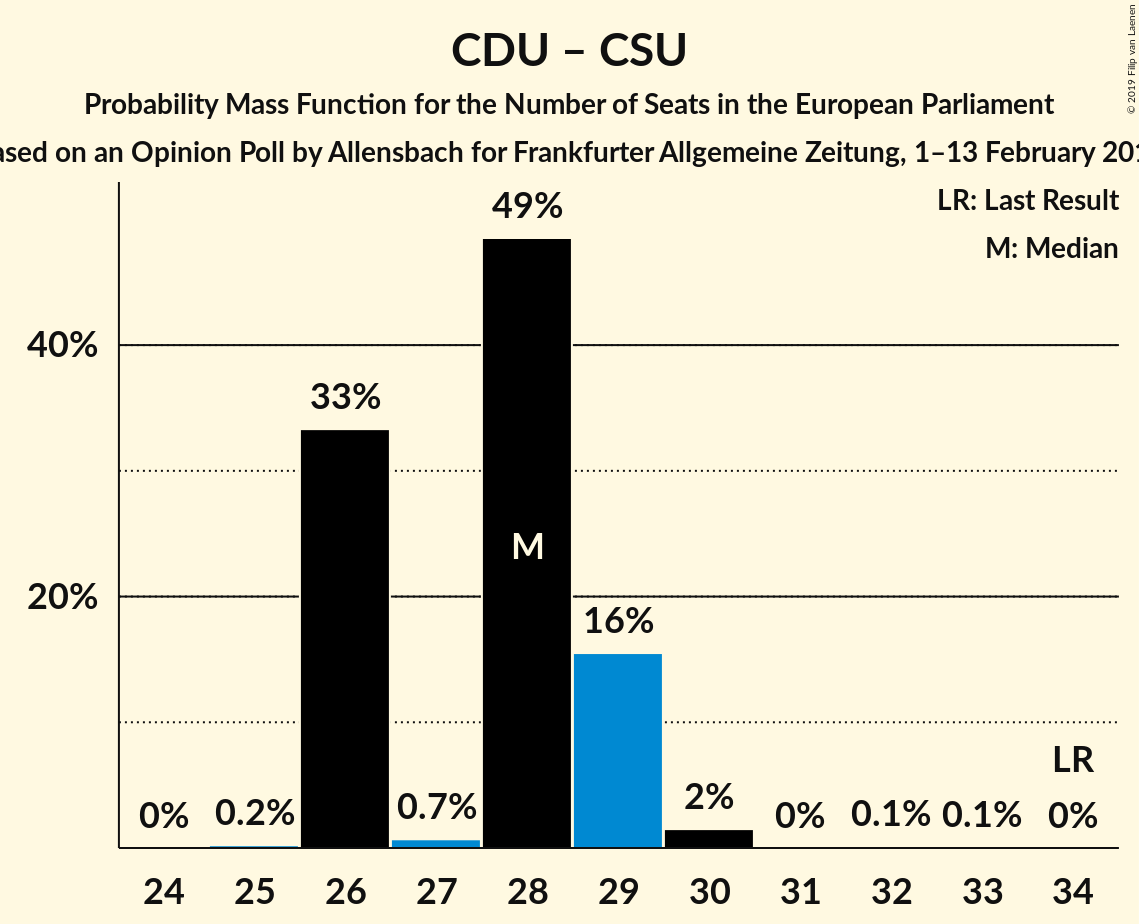 CDU – CSU
Probability Mass Function for the Number of Seats in the European Parliament
ased on an Opinion Poll by Allensbach for Frankfurter Allgemeine Zeitung, 1–13 February 201
© 2019 Filip van Laenen
LR: Last Result
M: Median
49%
40%
33%
M
20%
16%
LR
0% 0.2% 0.7% 2% 0% 0.1% 0.1% 0%
24 25 26 27 28 29 30 31 32 33 34